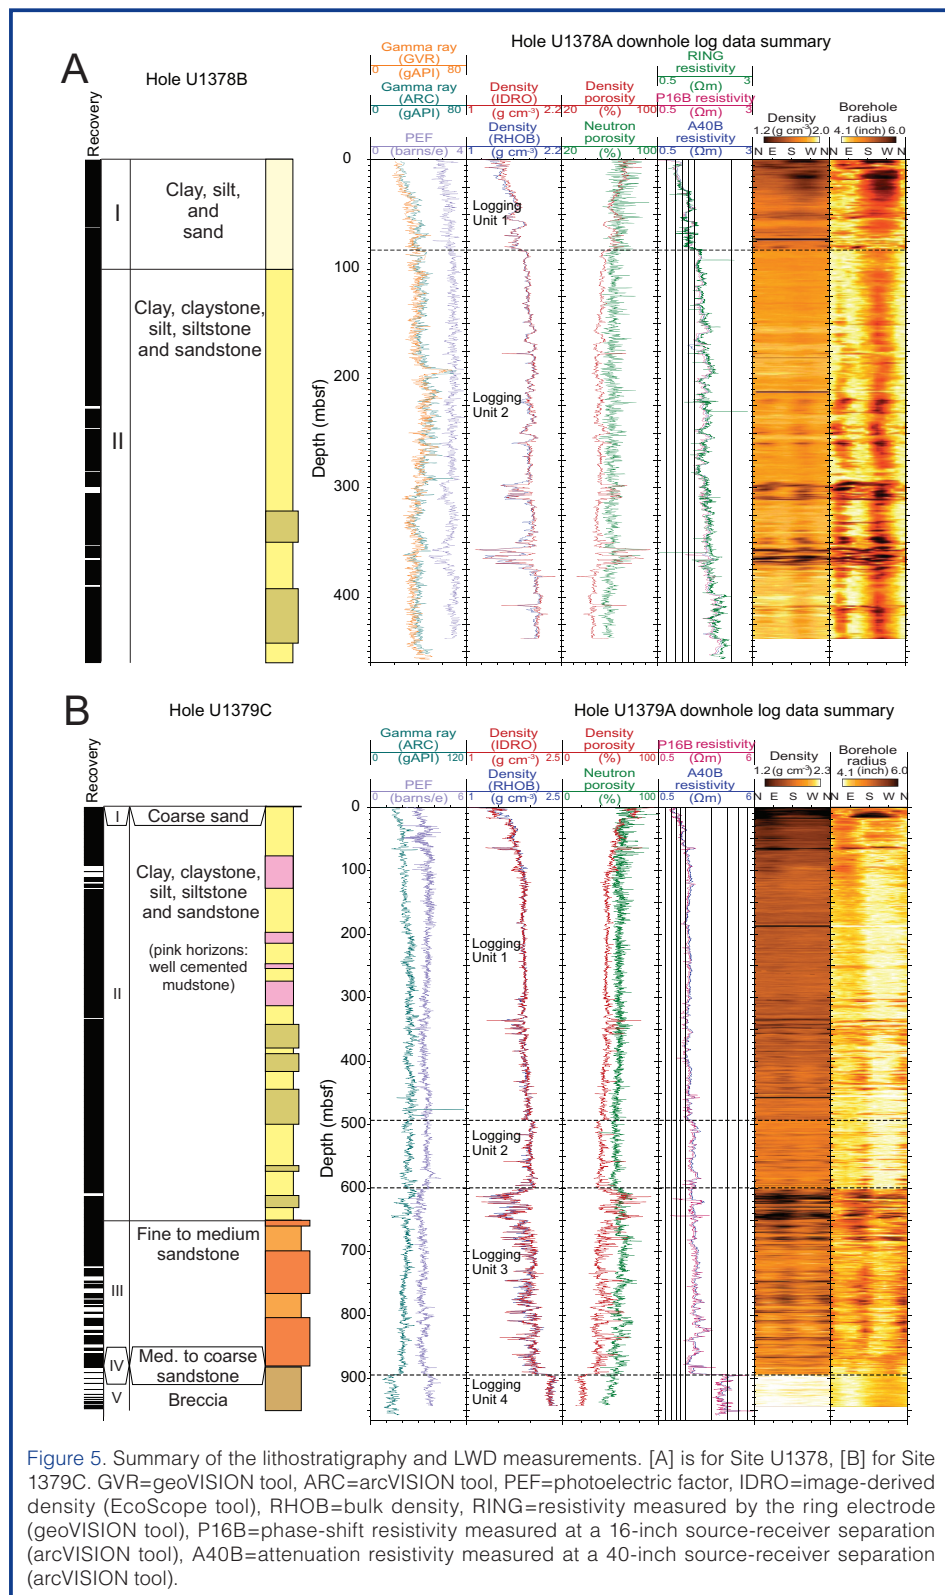 A
Hole U1378B
Hole U1378A downhole log data summary
Recovery
Gamma ray
(GVR)
0 (gAPI) 80
Gamma ray
(ARC)
0 (gAPI) 80
PEF
0 (barns/e) 4
Density
(IDRO)
1 (g cm-3) 2.2
Density
(RHOB)
1 (g cm-3) 2.2
Density
porosity
20 (%) 100
Neutron
porosity
20 (%) 100
RING
resistivity
0.5 (Ωm) 3
P16B resistivity
0.5 (Ωm) 3
A40B
resistivity
0.5 (Ωm) 3
Density
1.2 (g cm-3) 2.0
N E S W N
Borehole
radius
4.1 (inch) 6.0
N E S W N
I
Clay, silt,
and
sand
II
Clay, claystone,
silt, siltstone
and sandstone
Depth (mbsf)
0
100
200
300
400
Logging
Unit 1
Logging
Unit 2
B
Hole U1379C
Hole U1379A downhole log data summary
Recovery
Gamma ray
(ARC)
0 (gAPI) 120
PEF
0 (barns/e) 6
Density
(IDRO)
1 (g cm-3) 2.5
Density
(RHOB)
1 (g cm-3) 2.5
Density
porosity
0 (%) 100
Neutron
porosity
0 (%) 100
P16B resistivity
0.5 (Ωm) 6
A40B
resistivity
0.5 (Ωm) 6
Density
1.2 (g cm-3) 2.3
N E S W N
Borehole
radius
4.1 (inch) 6.0
N E S W N
I
Coarse sand
II
Clay, claystone,
silt, siltstone
and sandstone
(pink horizons:
well cemented
mudstone)
III
Fine to medium
sandstone
IV
Med. to coarse
sandstone
V
Breccia
Depth (mbsf)
0
100
200
300
400
500
600
700
800
900
Logging
Unit 1
Logging
Unit 2
Logging
Unit 3
Logging
Unit 4
Figure 5. Summary of the lithostratigraphy and LWD measurements. [A] is for Site U1378, [B] for Site
1379C. GVR=geoVISION tool, ARC=arcVISION tool, PEF=photoelectric factor, IDRO=image-derived
density (EcoScope tool), RHOB=bulk density, RING=resistivity measured by the ring electrode
(geoVISION tool), P16B=phase-shift resistivity measured at a 16-inch source-receiver separation
(arcVISION tool), A40B=attenuation resistivity measured at a 40-inch source-receiver separation
(arcVISION tool).